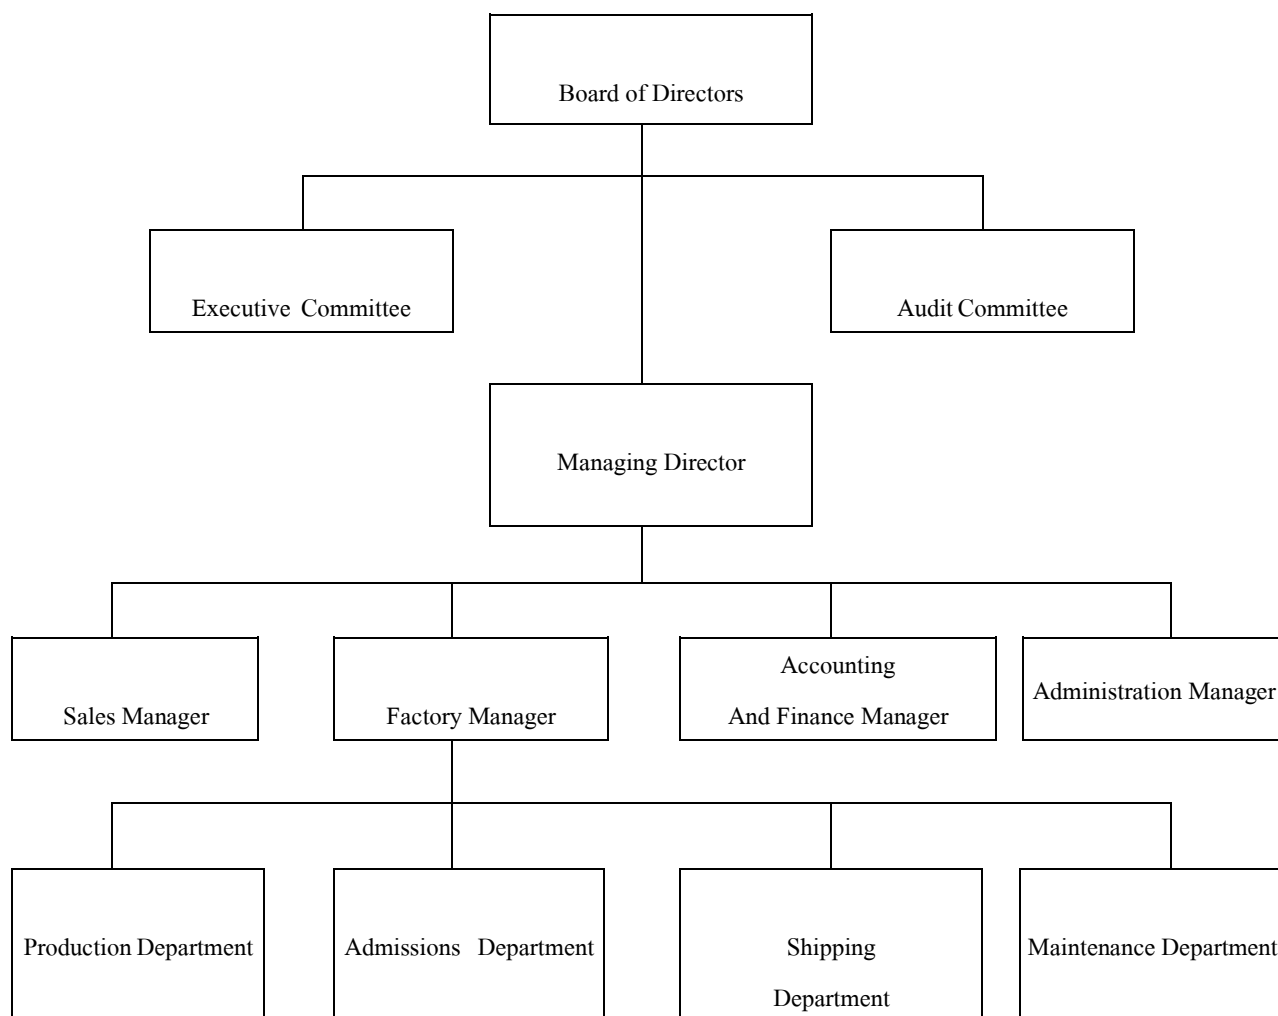 Board of Directors
Executive Committee
Audit Committee
Managing Director
Sales Manager
Factory Manager
Accounting
And Finance Manager
Administration Manager
Production Department
Admissions Department
Shipping
Department
Maintenance Department